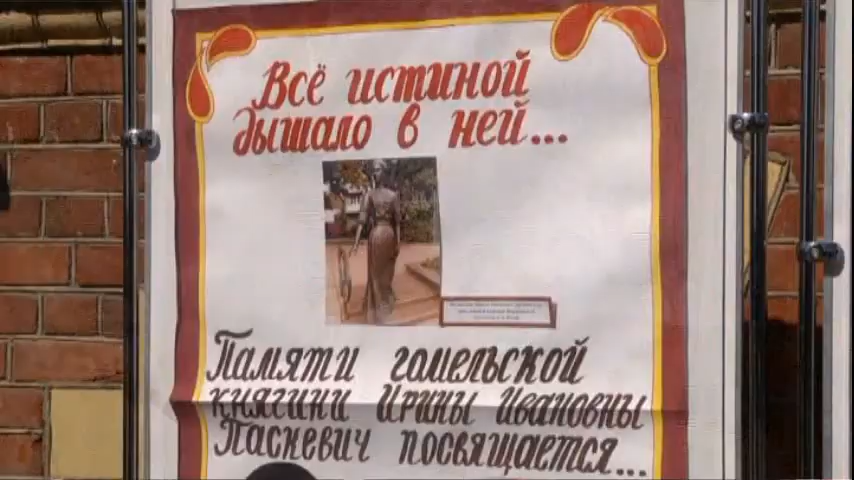 Всё истиной
дышало в ней...
Памяти гомельской
княгини Ирины Ивановны
Паскевич посвящается...